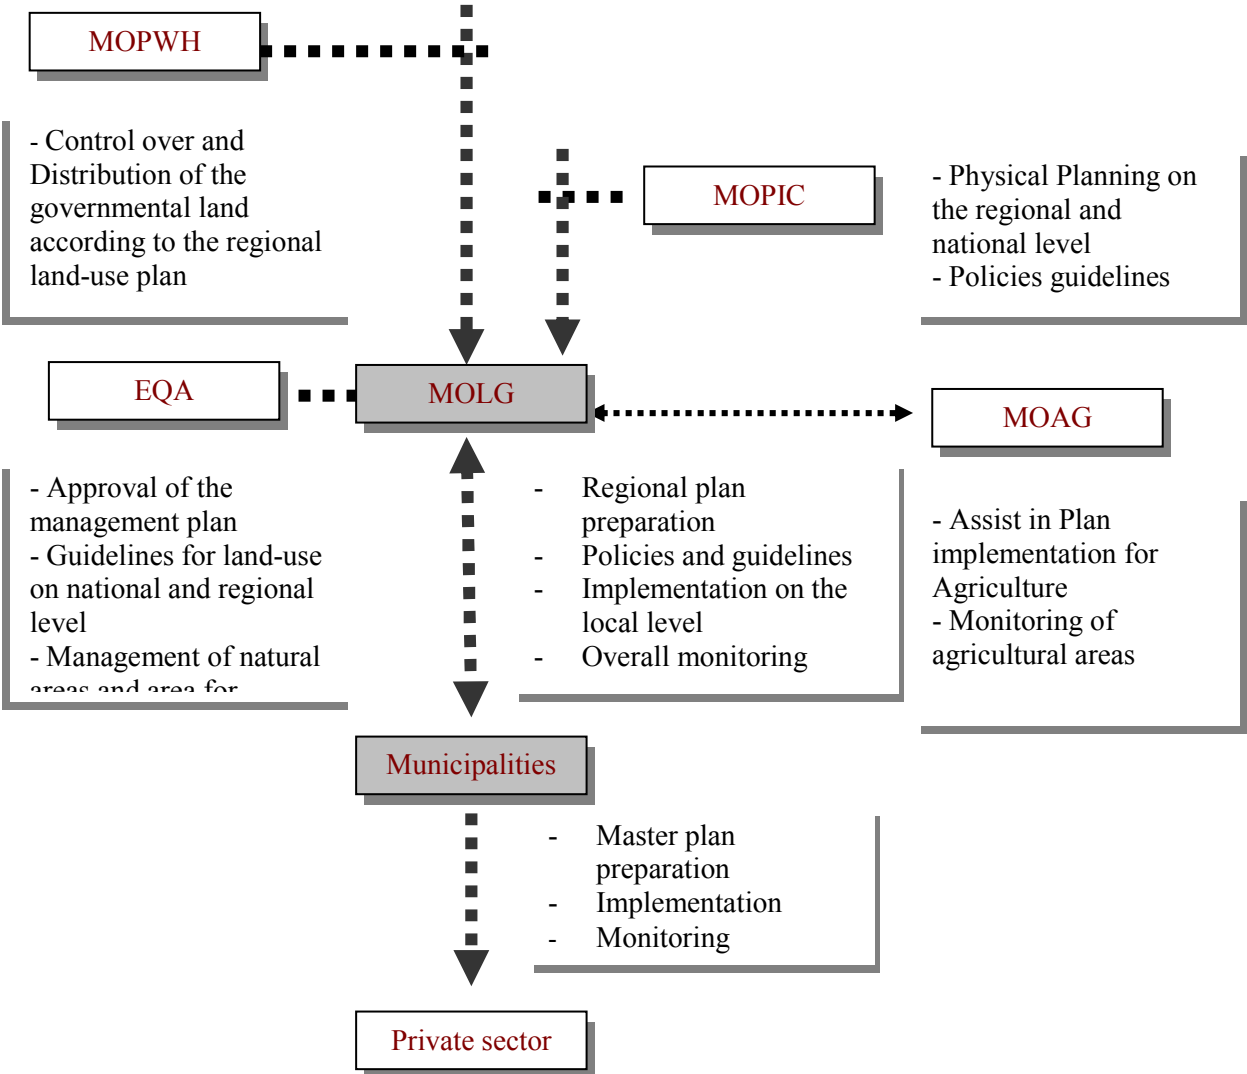 MOPWH
- Control over and
Distribution of the
governmental land
according to the regional
land-use plan
MOPIC
- Physical Planning on
the regional and
national level
- Policies guidelines
EQA
MOLG
MOAG
- Approval of the
management plan
- Guidelines for land-use
on national and regional
level
- Management of natural
areas and area for
- Regional plan
preparation
- Policies and guidelines
- Implementation on the
local level
- Overall monitoring
- Assist in Plan
implementation for
Agriculture
- Monitoring of
agricultural areas
Municipalities
- Master plan
preparation
- Implementation
- Monitoring
Private sector